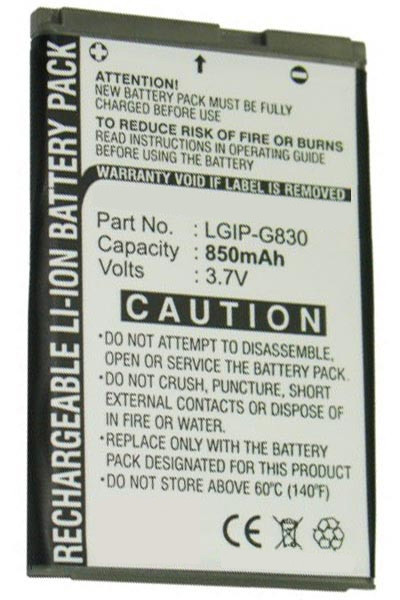 RECHARGEABLE LI-ION BATTERY PACK
ATTENTION!
NEW BATTERY PACK MUST BE FULLY
CHARGED BEFORE FIRST USE
TO REDUCE RISK OF FIRE OR BURNS
READ INSTRUCTIONS IN OPERATING GUIDE
BEFORE USING BATTERY
WARRANTY VOID IF LABEL IS REMOVED
Part No. : LGIP-G830
Capacity : 850mAh
Volts : 3.7V
CAUTION
•DO NOT ATTEMPT TO DISASSEMBLE,
OPEN OR SERVICE THE BATTERY PACK
•DO NOT CRUSH, PUNCTURE, SHORT
EXTERNAL CONTACTS OR DISPOSE
IN FIRE OR WATER.
•REPLACE ONLY WITH THE BATTERY
PACK DESIGNED FOR THIS PRODUCT
•DO NOT STORE ABOVE 60°C (140°F)
CE